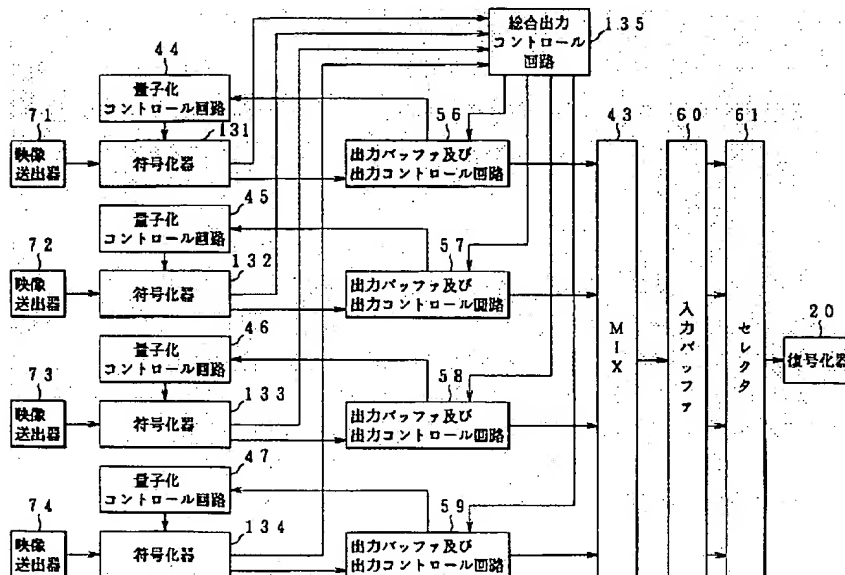 総合出力
コントロール
回路
135
44
量子化
コントロール回路
71
映像
送出器
131
符号化器
56
出力バッファ及び
出力コントロール回路
43
MIX
60
入力バッファ
61
セレクタ
45
量子化
コントロール回路
72
映像
送出器
132
符号化器
57
出力バッファ及び
出力コントロール回路
20
復号化器
46
量子化
コントロール回路
73
映像
送出器
133
符号化器
58
出力バッファ及び
出力コントロール回路
47
量子化
コントロール回路
74
映像
送出器
134
符号化器
59
出力バッファ及び
出力コントロール回路